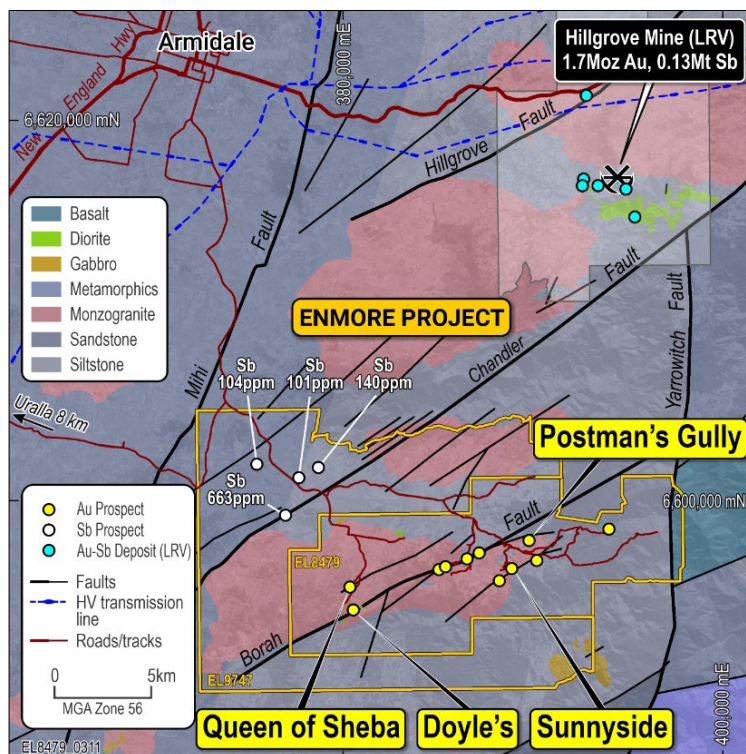 Armidale
New England Hwy
380,000 mE
Hillgrove Mine (LRV)
1.7Moz Au, 0.13Mt Sb
6,620,000 mN
Hillgrove Fault
Basalt
Diorite
Gabbro
Metamorphics
Monzogranite
Sandstone
Siltstone
Mihi Fault
ENMORE PROJECT
Chandler Fault
Yarrowitch Fault
Sb
104ppm
Sb
101ppm
Sb
140ppm
Uralla 8 km
Sb
663ppm
Postman's Gully
6,600,000 mN
Au Prospect
Sb Prospect
Au-Sb Deposit (LRV)
Faults
HV transmission
line
Roads/tracks
0 5km
MGA Zone 56
EL8479
Borah Fault
EL9747
Queen of Sheba
Doyle's
Sunnyside
400,000 mE
EL8479_0311